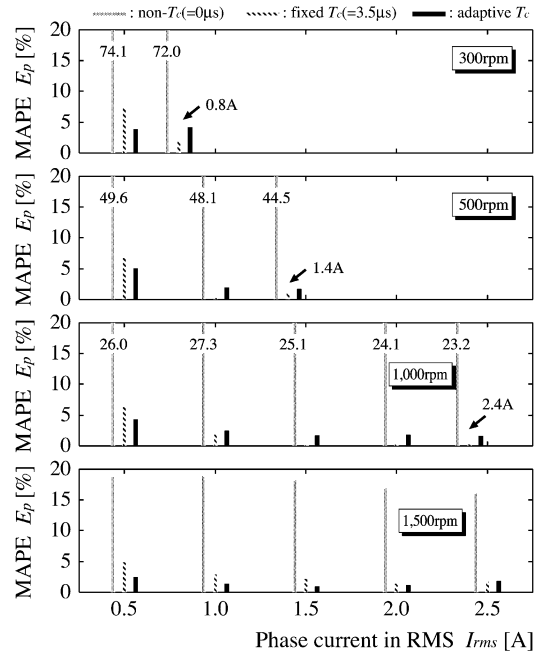 : non-Tc(=0μs) : fixed Tc(=3.5μs) : adaptive Tc
MAPE Ep [%]
20
15
10
5
0
74.1 72.0
0.8A
300rpm
MAPE Ep [%]
20
15
10
5
0
49.6 48.1 44.5
1.4A
500rpm
MAPE Ep [%]
20
15
10
5
0
26.0 27.3 25.1 24.1 23.2
1,000rpm
2.4A
MAPE Ep [%]
20
15
10
5
0
1,500rpm
0.5 1.0 1.5 2.0 2.5
Phase current in RMS Irms [A]